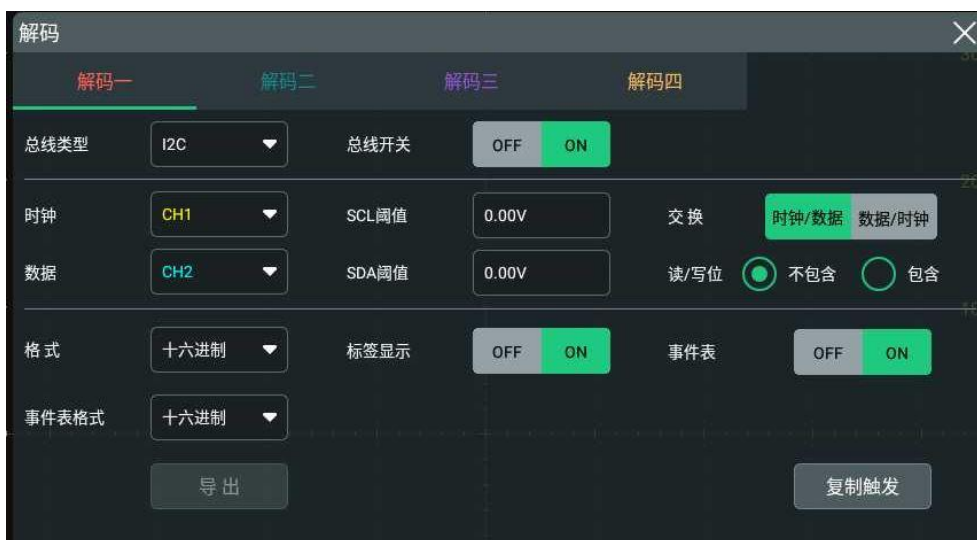 解码
解码一 解码二 解码三 解码四
总线类型 I2C 总线开关 OFF ON
时钟 CH1 SCL阈值 0.00V 交换 时钟/数据 数据/时钟
数据 CH2 SDA阈值 0.00V 读/写位 不包含 包含
格式 十六进制 标签显示 OFF ON 事件表 OFF ON
事件表格式 十六进制
导出 复制触发